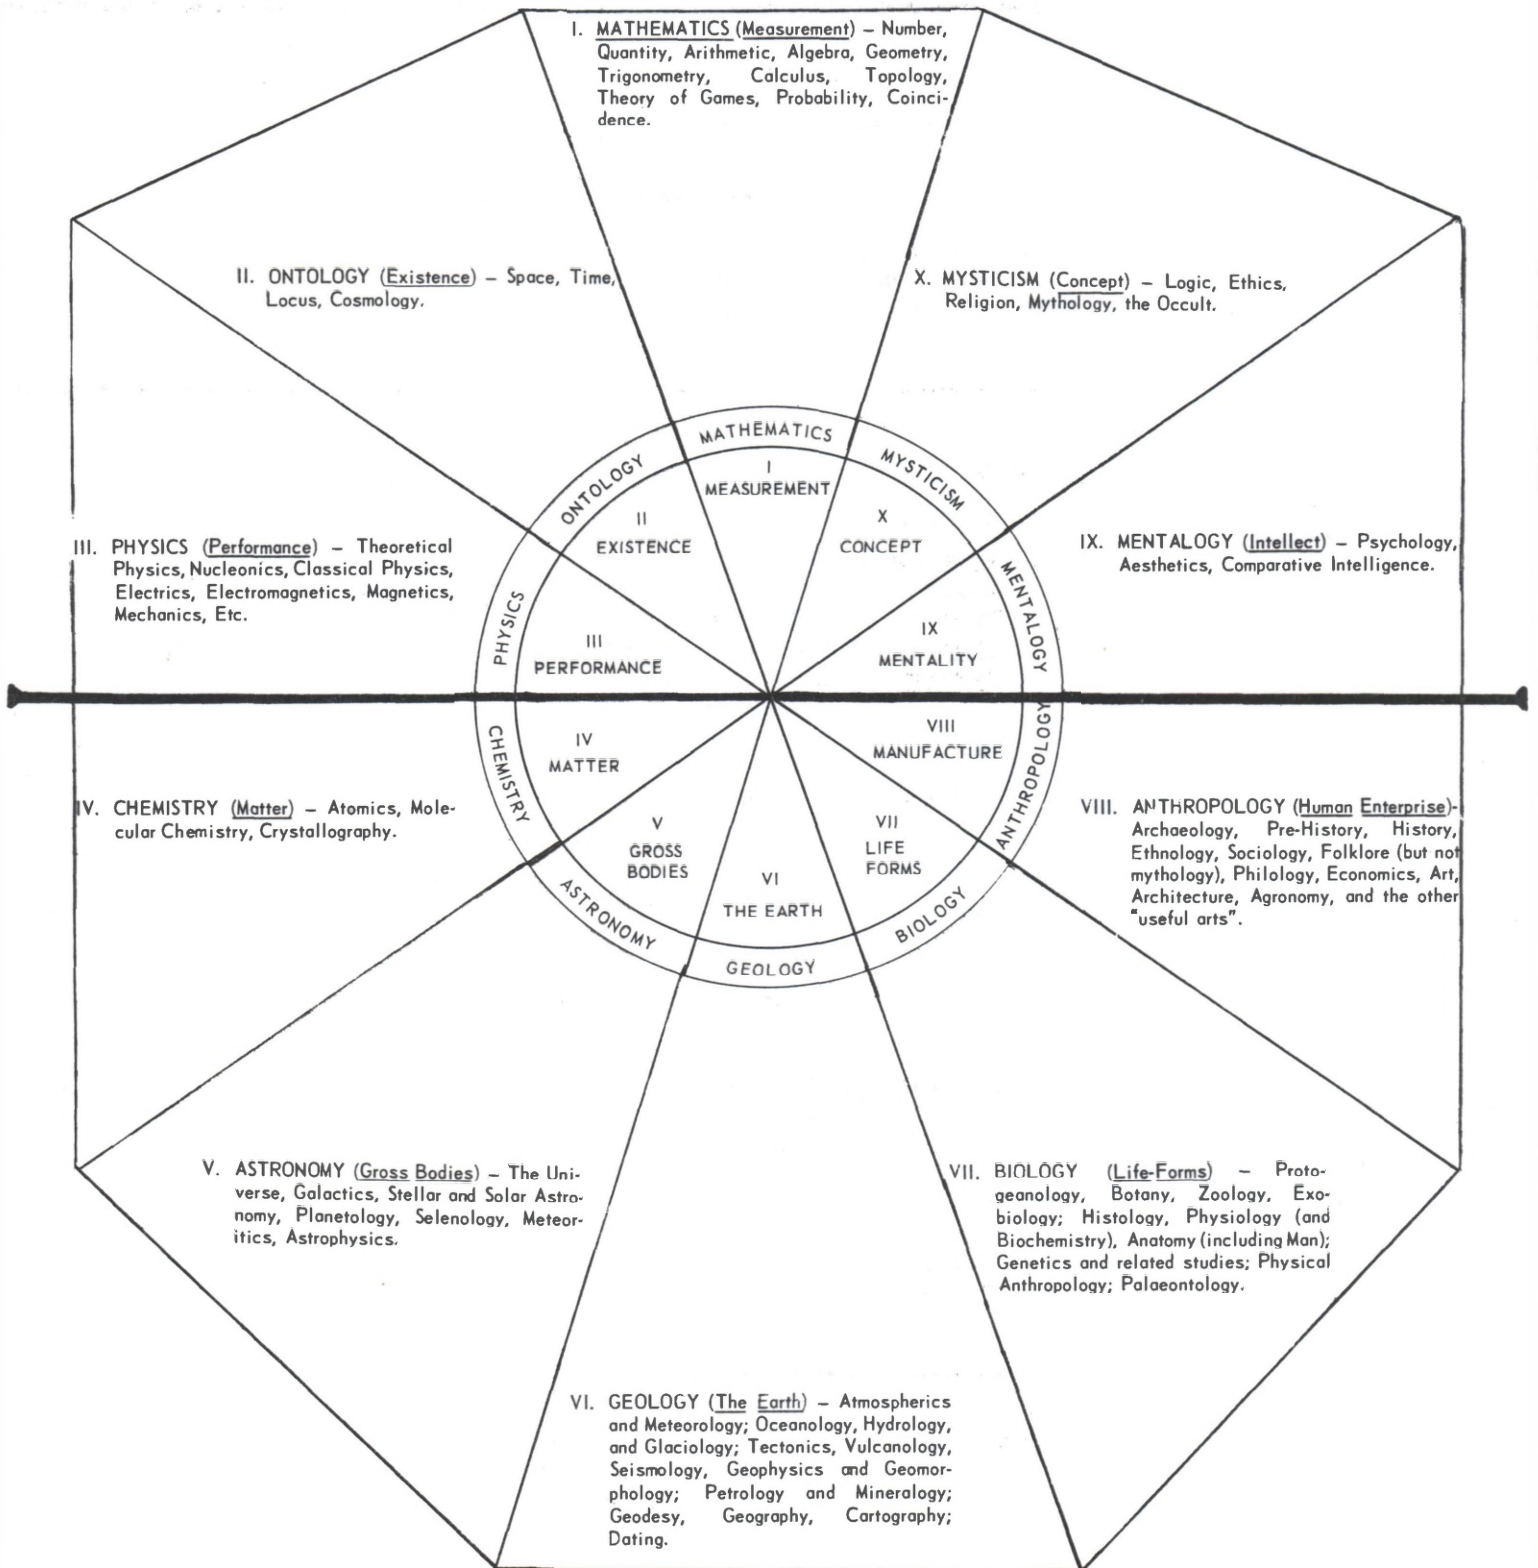 I. MATHEMATICS (Measurement) – Number,
Quantity, Arithmetic, Algebra, Geometry,
Trigonometry, Calculus, Topology,
Theory of Games, Probability, Coinci-
dence.
II. ONTOLOGY (Existence) – Space, Time,
Locus, Cosmology.
X. MYSTICISM (Concept) – Logic, Ethics,
Religion, Mythology, the Occult.
III. PHYSICS (Performance) – Theoretical
Physics, Nucleonics, Classical Physics,
Electrics, Electromagnetics, Magnetics,
Mechanics, Etc.
IX. MENTALOGY (Intellect) – Psychology,
Aesthetics, Comparative Intelligence.
MATHEMATICS
MYSTICISM
MENTALOGY
ANTHROPOLOGY
BIOLOGY
GEOLOGY
ASTRONOMY
CHEMISTRY
PHYSICS
ONTOLOGY
I
MEASUREMENT
II
EXISTENCE
X
CONCEPT
III
PERFORMANCE
IX
MENTALITY
IV
MATTER
VIII
MANUFACTURE
V
GROSS
BODIES
VII
LIFE
FORMS
VI
THE EARTH
IV. CHEMISTRY (Matter) – Atomics, Mole-
cular Chemistry, Crystallography.
VIII. ANTHROPOLOGY (Human Enterprise)-
Archaeology, Pre-History, History,
Ethnology, Sociology, Folklore (but not
mythology), Philology, Economics, Art,
Architecture, Agronomy, and the other
"useful arts".
V. ASTRONOMY (Gross Bodies) – The Uni-
verse, Galactics, Stellar and Solar Astro-
nomy, Planetology, Selenology, Meteor-
itics, Astrophysics.
VII. BIOLOGY (Life-Forms) – Proto-
geanology, Botany, Zoology, Exo-
biology; Histology, Physiology (and
Biochemistry), Anatomy (including Man);
Genetics and related studies; Physical
Anthropology; Palaeontology.
VI. GEOLOGY (The Earth) – Atmospherics
and Meteorology; Oceanology, Hydrology,
and Glaciology; Tectonics, Vulcanology,
Seismology, Geophysics and Geomor-
phology; Petrology and Mineralogy;
Geodesy, Geography, Cartography;
Dating.